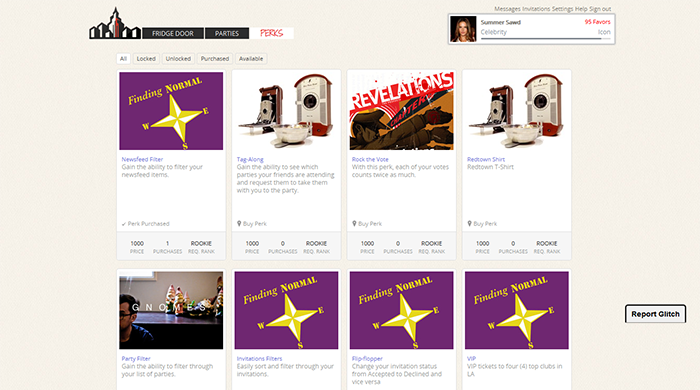 Messages Invitations Settings Help Sign out
Summer Sawd
95 Favors
Celebrity
Icon
FRIDGE DOOR
PARTIES
PERKS
All
Locked
Unlocked
Purchased
Available
Finding NORMAL
W
E
S
REVELATIONS
CHAPTER
Newsfeed Filter
Gain the ability to filter your
newsfeed items.
Perk Purchased
Tag-Along
Gain the ability to see which
parties your friends are attending
and request them to take them
with you to the party.
Buy Perk
Rock the Vote
With this perk, each of your votes
counts twice as much.
Buy Perk
Redtown Shirt
Redtown T-Shirt
Buy Perk
1000 1 ROOKIE
PRICE PURCHASES REQ. RANK
1000 0 ROOKIE
PRICE PURCHASES REQ. RANK
1000 0 ROOKIE
PRICE PURCHASES REQ. RANK
1000 0 ROOKIE
PRICE PURCHASES REQ. RANK
GNOMES
Finding NORMAL
W
E
S
Finding NORMAL
W
E
S
Finding NORMAL
W
E
S
Report Glitch
Party Filter
Gain the ability to filter through
your list of parties.
Invitations Filters
Easily sort and filter through your
invitations.
Flip-flopper
Change your invitation status
from Accepted to Declined and
vice versa
VIP
VIP tickets to four (4) top clubs in
LA